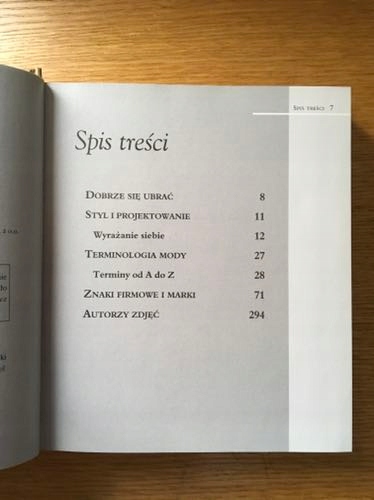 SPIS TREŚCI 7
Spis treści
DOBRZE SIĘ UBRAĆ 8
STYL I PROJEKTOWANIE 11
Wyrażanie siebie 12
TERMINOLOGIA MODY 27
Terminy od A do Z 28
ZNAKI FIRMOWE I MARKI 71
AUTORZY ZDJĘĆ 294
z o.o.